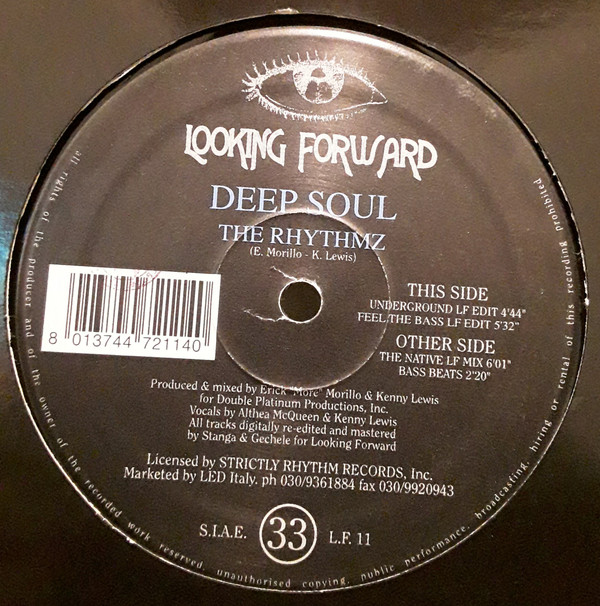 LOOKING FORWARD
DEEP SOUL
THE RHYTHMZ
(E. Morillo - K. Lewis)
THIS SIDE
UNDERGROUND LF EDIT 4'44"
FEEL THE BASS LF EDIT 5'32"
OTHER SIDE
THE NATIVE LF MIX 6'01"
BASS BEATS 2'20"
8 013744 721140
Produced & mixed by Erick "More" Morillo & Kenny Lewis
for Double Platinum Productions, Inc.
Vocals by Althea McQueen & Kenny Lewis
All tracks digitally re-edited and mastered
by Stanga & Gechele for Looking Forward
Licensed by STRICTLY RHYTHM RECORDS, Inc.
Marketed by LED Italy. ph 030/9361884 fax 030/9920943
S.I.A.E. 33 L.F. 11
all rights of the producer and of the owner of the recorded work reserved. unauthorised copying, public performance, broadcasting, hiring or rental of this recording prohibited